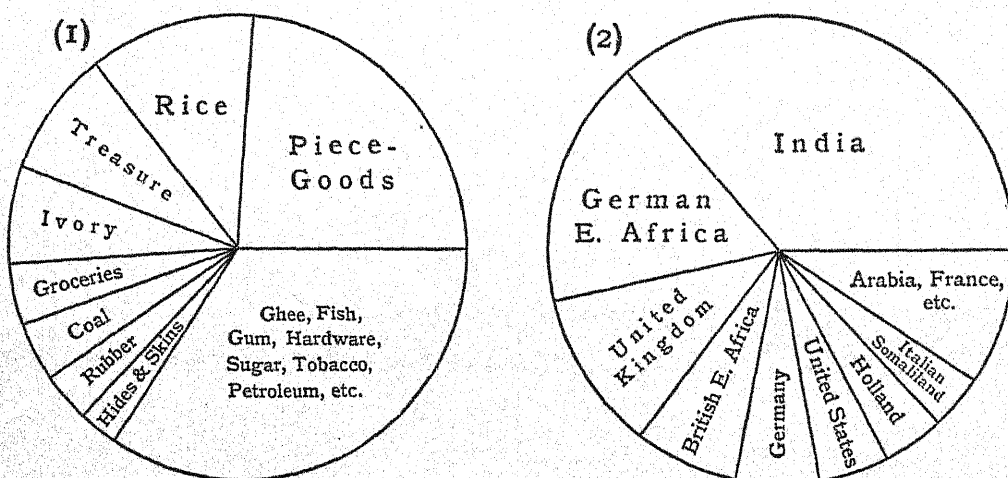 (1)
Rice
Piece-
Goods
Treasure
Ivory
Groceries
Coal
Rubber
Hides & Skins
Ghee, Fish,
Gum, Hardware,
Sugar, Tobacco,
Petroleum, etc.
(2)
India
German
E. Africa
United
Kingdom
British E. Africa
Germany
United States
Holland
Italian
Somaliland
Arabia, France,
etc.